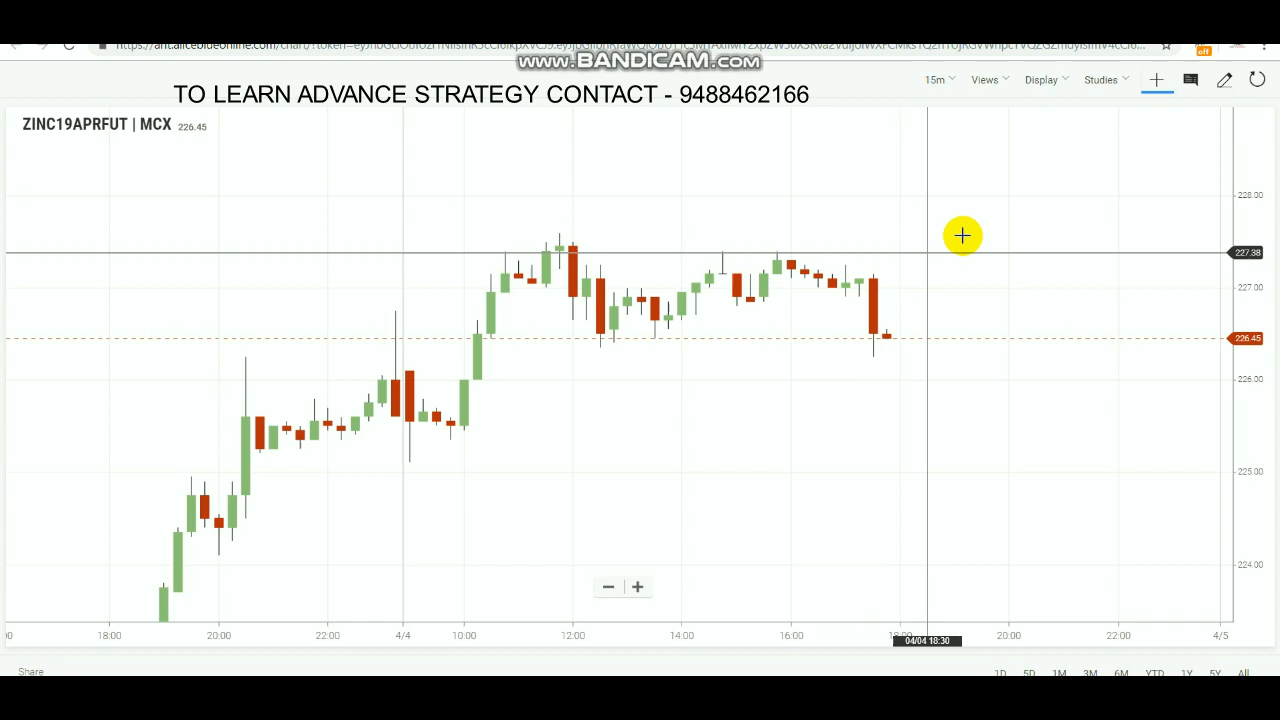 www.BANDICAM.com
15m Views Display Studies
TO LEARN ADVANCE STRATEGY CONTACT - 9488462166
ZINC19APRFUT | MCX 226.45
228.00
227.38
227.00
226.45
226.00
225.00
224.00
18:00 20:00 22:00 4/4 10:00 12:00 14:00 16:00 18:00 20:00 22:00 4/5
04/04 18:30
Share
1D 5D 1M 3M 6M YTD 1Y 5Y All
off